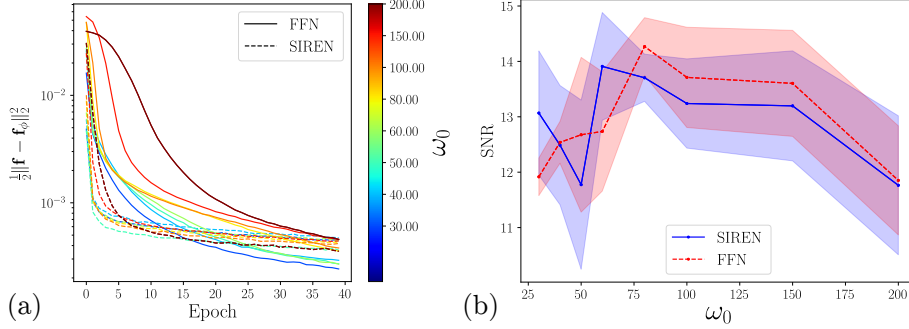 FFN
SIREN
10⁻²
10⁻³
½||𝐟 − 𝐟_ϕ||²₂
0 5 10 15 20 25 30 35 40
Epoch
(a)
200.00
150.00
100.00
80.00
60.00
50.00
40.00
30.00
ω₀
15
14
13
12
11
SNR
SIREN
FFN
25 50 75 100 125 150 175 200
ω₀
(b)